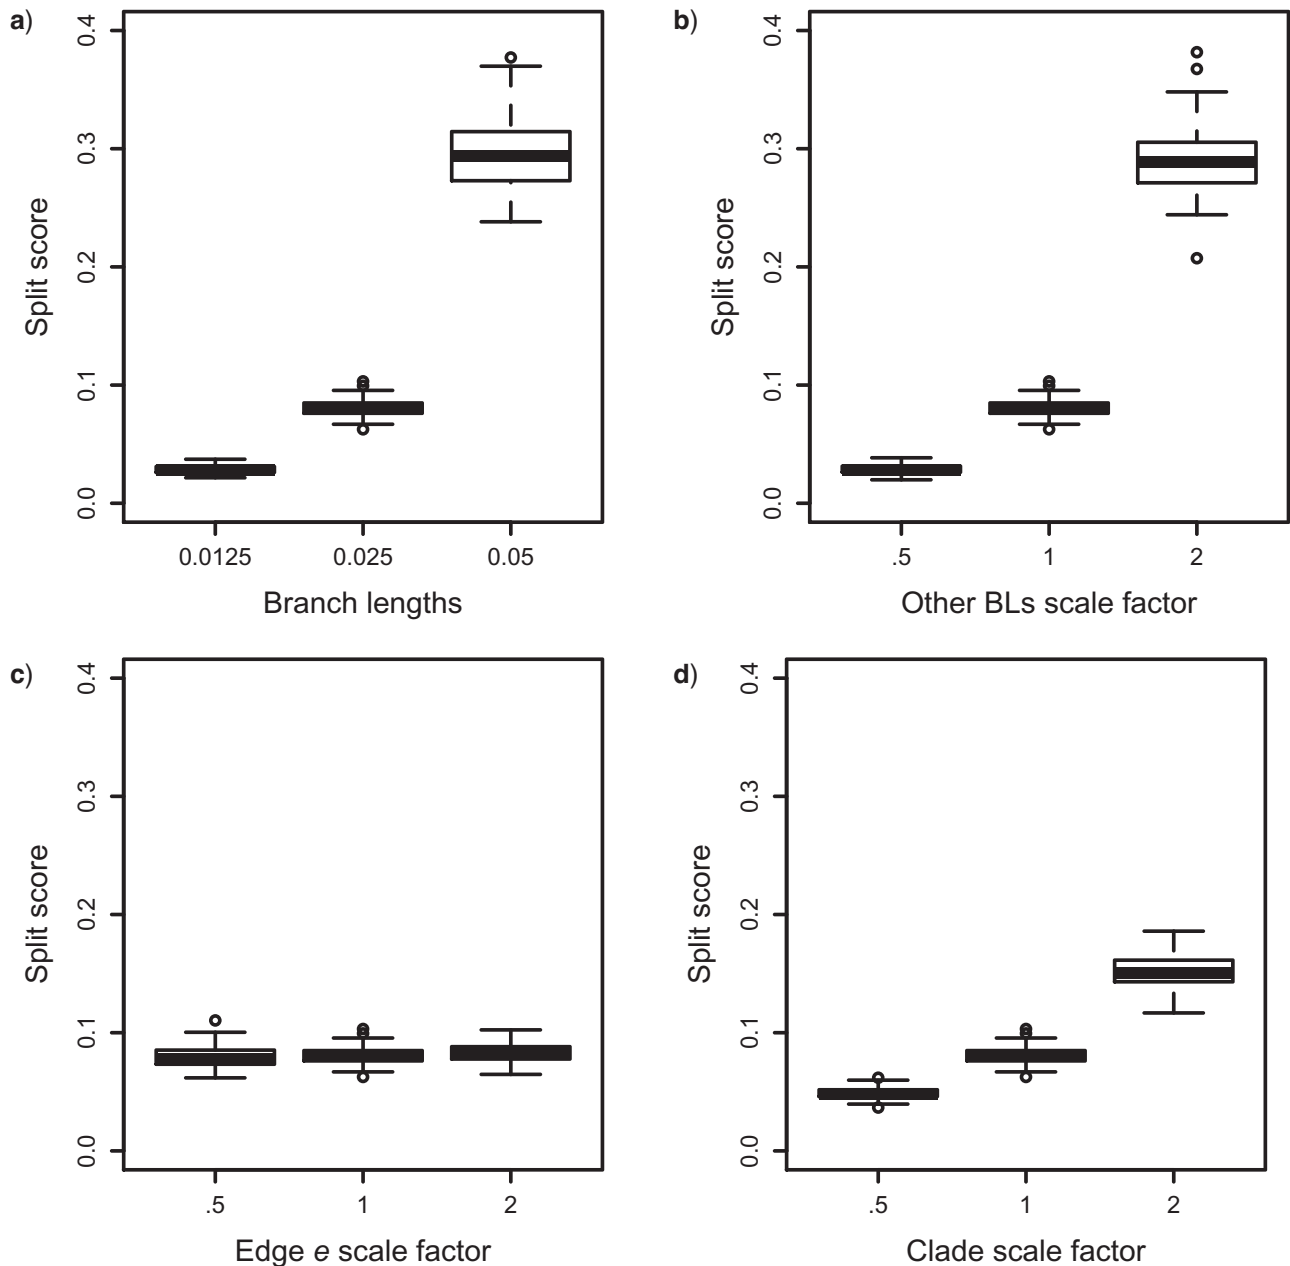 a)
0.4
0.3
0.2
0.1
0.0
Split score
0.0125 0.025 0.05
Branch lengths
b)
0.4
0.3
0.2
0.1
0.0
Split score
.5 1 2
Other BLs scale factor
c)
0.4
0.3
0.2
0.1
0.0
Split score
.5 1 2
Edge e scale factor
d)
0.4
0.3
0.2
0.1
0.0
Split score
.5 1 2
Clade scale factor